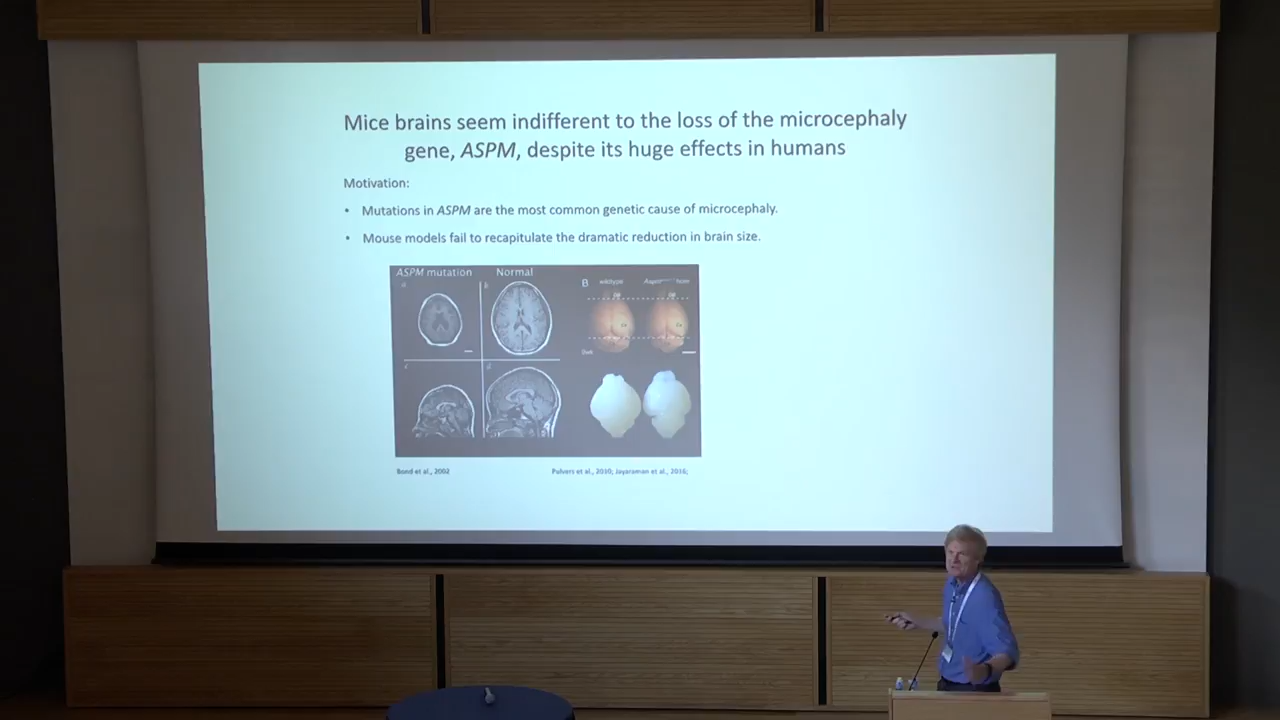 Mice brains seem indifferent to the loss of the microcephaly
gene, ASPM, despite its huge effects in humans
Motivation:
• Mutations in ASPM are the most common genetic cause of microcephaly.
• Mouse models fail to recapitulate the dramatic reduction in brain size.
ASPM mutation Normal
B wildtype
a b
c d
Bond et al., 2002
Pulvers et al., 2010; Jayaraman et al., 2016;